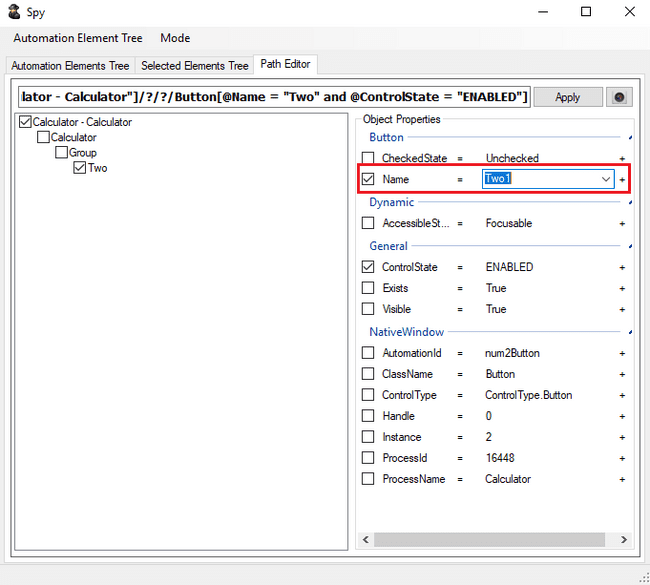 Spy
Automation Element Tree Mode
Automation Elements Tree Selected Elements Tree Path Editor
lator - Calculator"]/?/?/Button[@Name = "Two" and @ControlState = "ENABLED"] Apply
Calculator - Calculator
Calculator
Group
Two
Object Properties
Button
CheckedState = Unchecked +
Name = Two1 +
Dynamic
AccessibleSt... = Focusable +
General
ControlState = ENABLED +
Exists = True +
Visible = True +
NativeWindow
AutomationId = num2Button +
ClassName = Button +
ControlType = ControlType.Button +
Handle = 0 +
Instance = 2 +
ProcessId = 16448 +
ProcessName = Calculator +